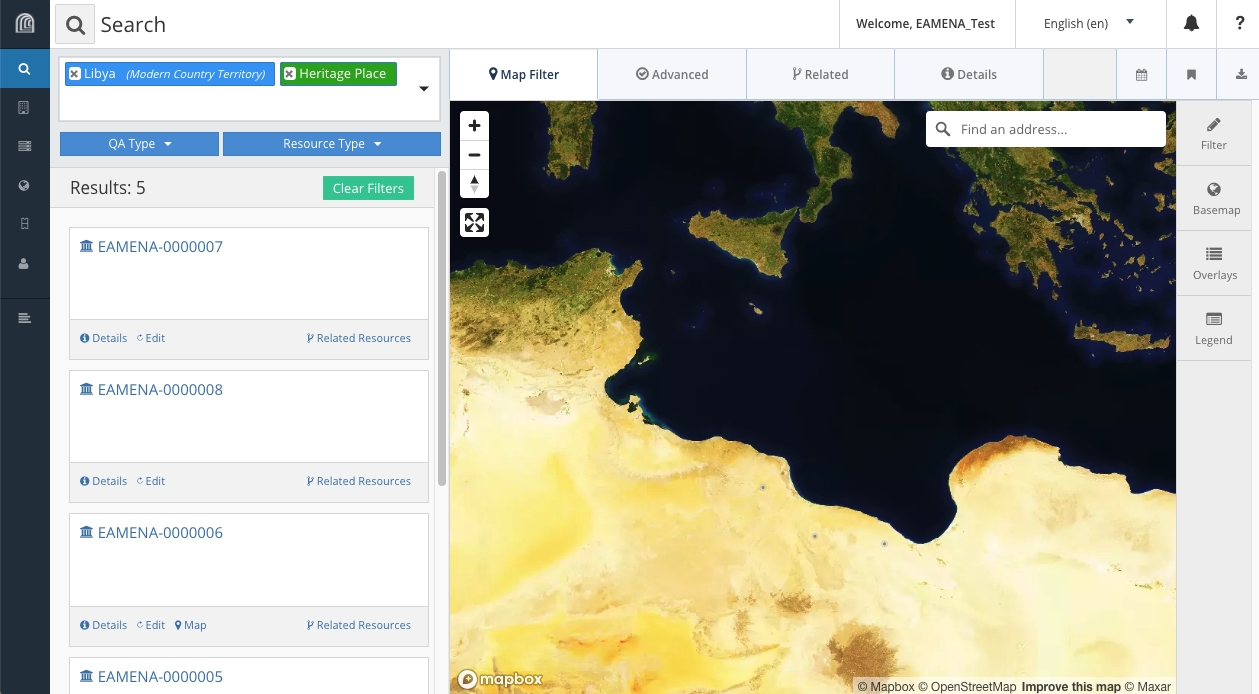 Search
Welcome, EAMENA_Test
English (en)
?
Libya (Modern Country Territory)
Heritage Place
QA Type
Resource Type
Results: 5
Clear Filters
EAMENA-0000007
Details Edit Related Resources
EAMENA-0000008
Details Edit Related Resources
EAMENA-0000006
Details Edit Map Related Resources
EAMENA-0000005
Map Filter
Advanced
Related
Details
Find an address...
Filter
Basemap
Overlays
Legend
mapbox
© Mapbox © OpenStreetMap Improve this map © Maxar